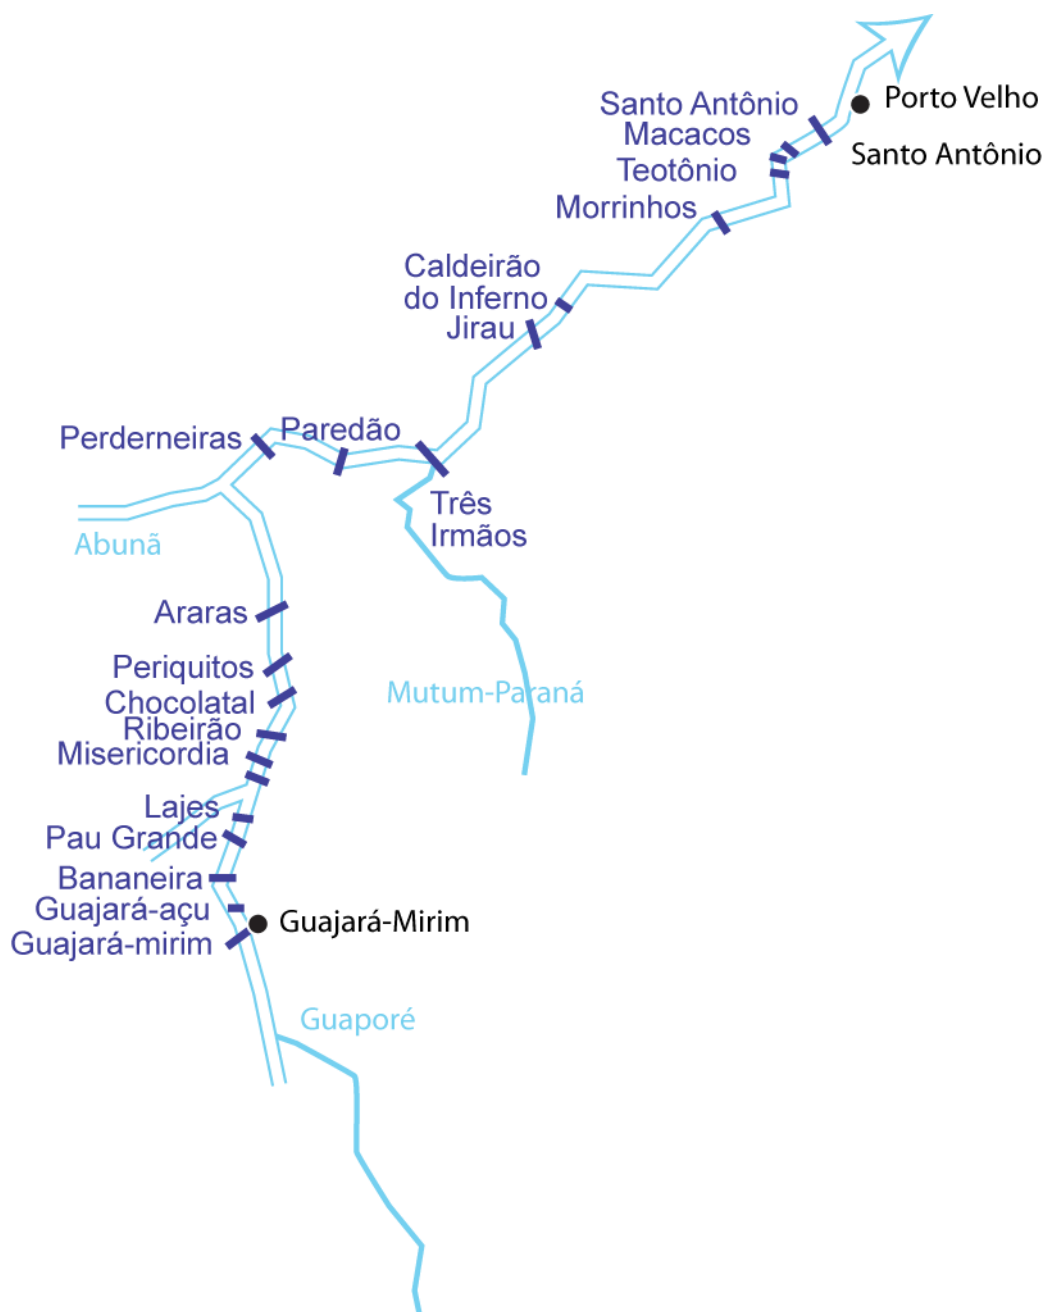 Porto Velho
Santo Antônio
Macacos
Santo Antônio
Teotônio
Morrinhos
Caldeirão
do Inferno
Jirau
Paredão
Perderneiras
Três
Irmãos
Abunã
Araras
Periquitos
Mutum-Paraná
Chocolatal
Ribeirão
Misericordia
Lajes
Pau Grande
Bananeira
Guajará-açu
Guajará-Mirim
Guajará-mirim
Guaporé